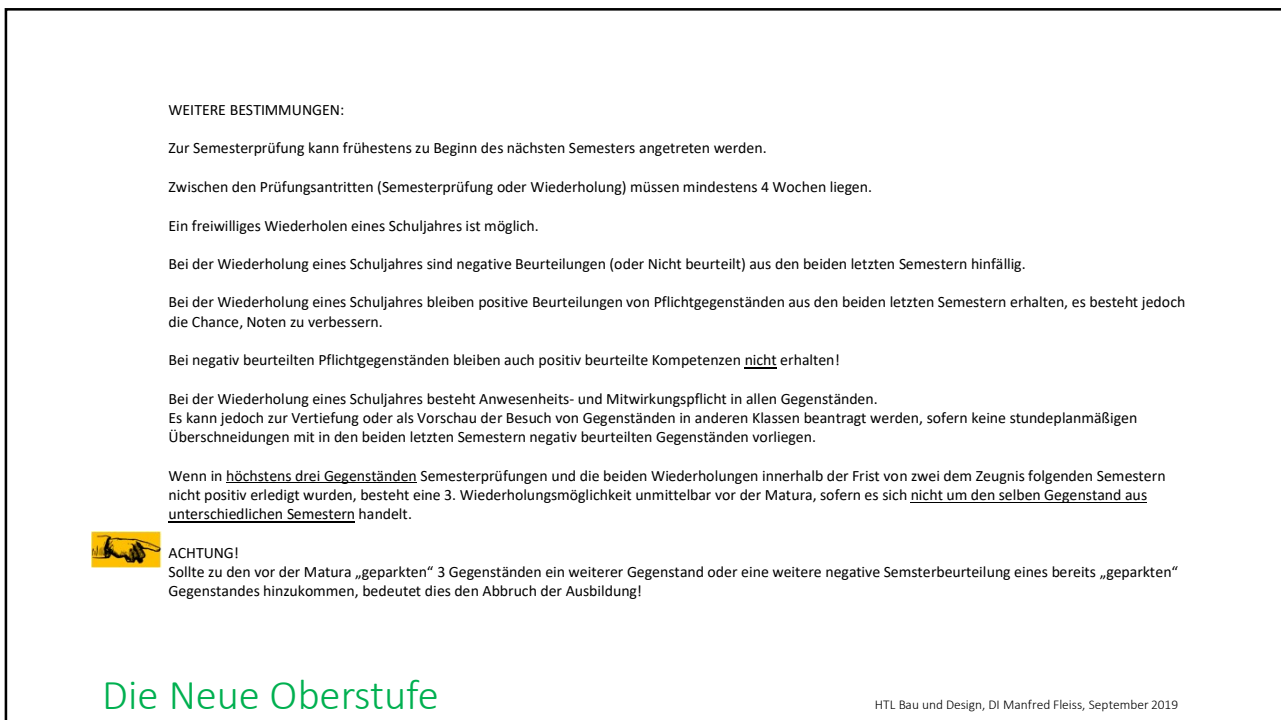 WEITERE BESTIMMUNGEN:
Zur Semesterprüfung kann frühestens zu Beginn des nächsten Semesters angetreten werden.
Zwischen den Prüfungsantritten (Semesterprüfung oder Wiederholung) müssen mindestens 4 Wochen liegen.
Ein freiwilliges Wiederholen eines Schuljahres ist möglich.
Bei der Wiederholung eines Schuljahres sind negative Beurteilungen (oder Nicht beurteilt) aus den beiden letzten Semestern hinfällig.
Bei der Wiederholung eines Schuljahres bleiben positive Beurteilungen von Pflichtgegenständen aus den beiden letzten Semestern erhalten, es besteht jedoch
die Chance, Noten zu verbessern.
Bei negativ beurteilten Pflichtgegenständen bleiben auch positiv beurteilte Kompetenzen nicht erhalten!
Bei der Wiederholung eines Schuljahres besteht Anwesenheits- und Mitwirkungspflicht in allen Gegenständen.
Es kann jedoch zur Vertiefung oder als Vorschau der Besuch von Gegenständen in anderen Klassen beantragt werden, sofern keine stundeplanmäßigen
Überschneidungen mit in den beiden letzten Semestern negativ beurteilten Gegenständen vorliegen.
Wenn in höchstens drei Gegenständen Semesterprüfungen und die beiden Wiederholungen innerhalb der Frist von zwei dem Zeugnis folgenden Semestern
nicht positiv erledigt wurden, besteht eine 3. Wiederholungsmöglichkeit unmittelbar vor der Matura, sofern es sich nicht um den selben Gegenstand aus
unterschiedlichen Semestern handelt.
ACHTUNG!
Sollte zu den vor der Matura „geparkten“ 3 Gegenständen ein weiterer Gegenstand oder eine weitere negative Semsterbeurteilung eines bereits „geparkten“
Gegenstandes hinzukommen, bedeutet dies den Abbruch der Ausbildung!
Die Neue Oberstufe
HTL Bau und Design, DI Manfred Fleiss, September 2019